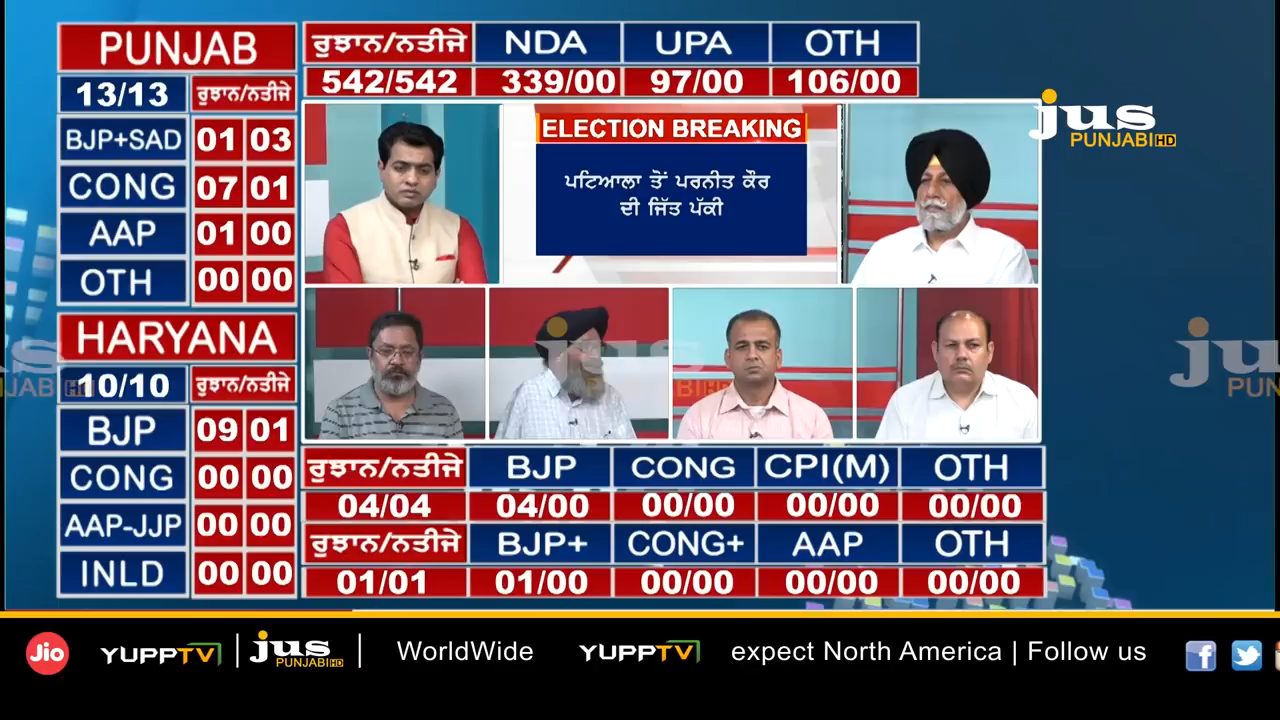 PUNJAB
13/13 ਰੁਝਾਨ/ਨਤੀਜੇ
BJP+SAD 01 03
CONG 07 01
AAP 01 00
OTH 00 00
HARYANA
10/10 ਰੁਝਾਨ/ਨਤੀਜੇ
BJP 09 01
CONG 00 00
AAP-JJP 00 00
INLD 00 00
ਰੁਝਾਨ/ਨਤੀਜੇ NDA UPA OTH
542/542 339/00 97/00 106/00
jus
PUNJABI HD
ELECTION BREAKING
ਪਟਿਆਲਾ ਤੋਂ ਪਰਨੀਤ ਕੌਰ
ਦੀ ਜਿੱਤ ਪੱਕੀ
jus
PUNJABI HD
jus
PUN
ਰੁਝਾਨ/ਨਤੀਜੇ BJP CONG CPI(M) OTH
04/04 04/00 00/00 00/00 00/00
ਰੁਝਾਨ/ਨਤੀਜੇ BJP+ CONG+ AAP OTH
01/01 01/00 00/00 00/00 00/00
Jio YUPPTV | jus PUNJABI HD | WorldWide YUPPTV expect North America | Follow us